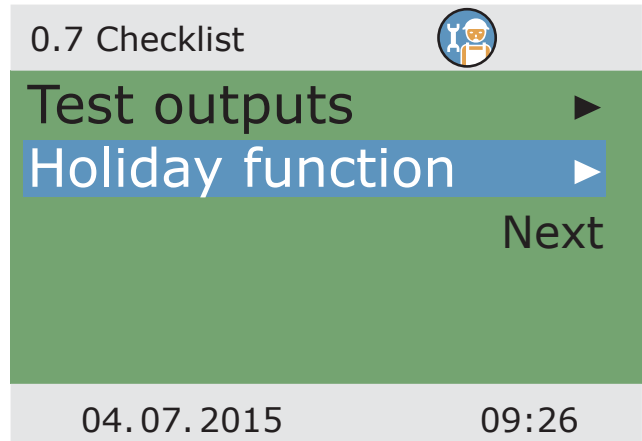 0.7 Checklist
Test outputs ►
Holiday function ►
Next
04.07.2015 09:26